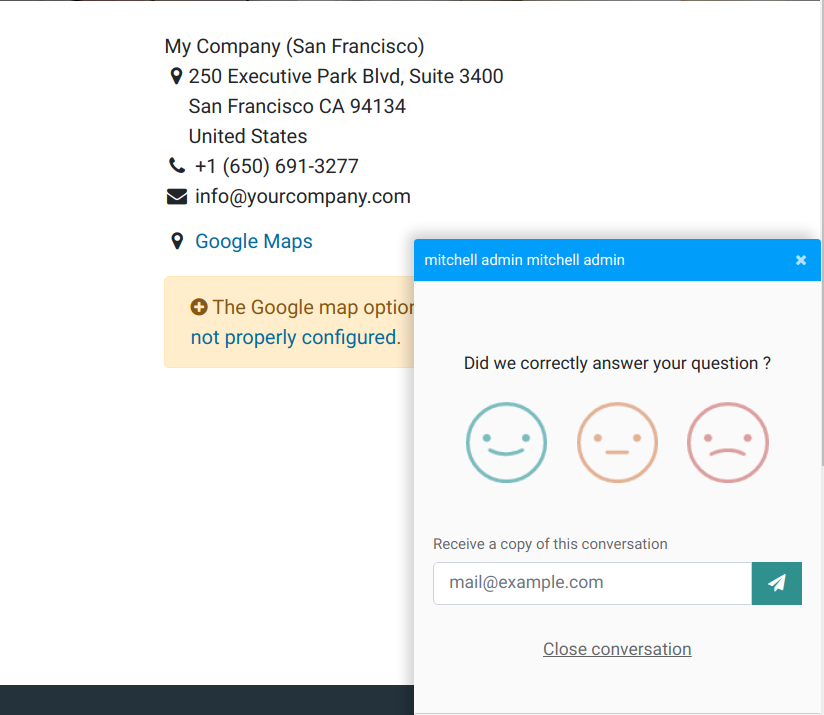 My Company (San Francisco)
250 Executive Park Blvd, Suite 3400
San Francisco CA 94134
United States
+1 (650) 691-3277
info@yourcompany.com
Google Maps
The Google map option
not properly configured.
mitchell admin mitchell admin
Did we correctly answer your question ?
Receive a copy of this conversation
mail@example.com
Close conversation